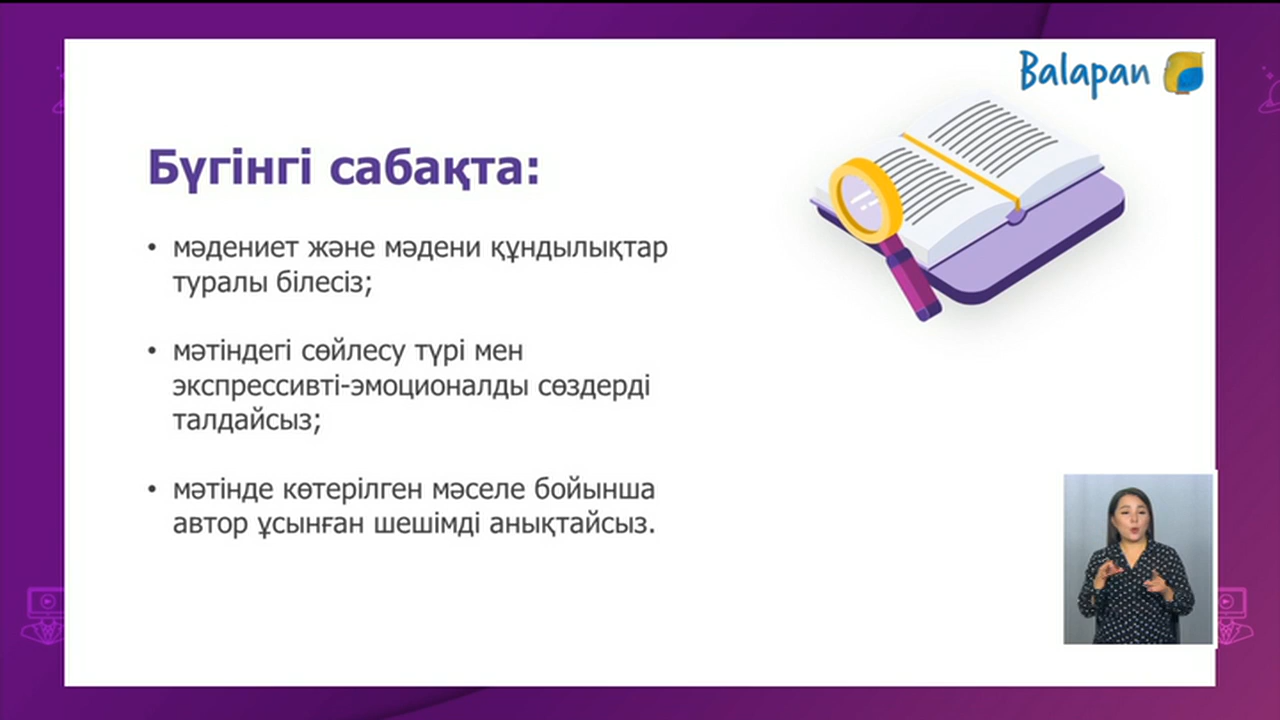 Balapan
Бүгінгі сабақта:
• мәдениет және мәдени құндылықтар
туралы білесіз;
• мәтіндегі сөйлесу түрі мен
экспрессивті-эмоционалды сөздерді
талдайсыз;
• мәтінде көтерілген мәселе бойынша
автор ұсынған шешімді анықтайсыз.